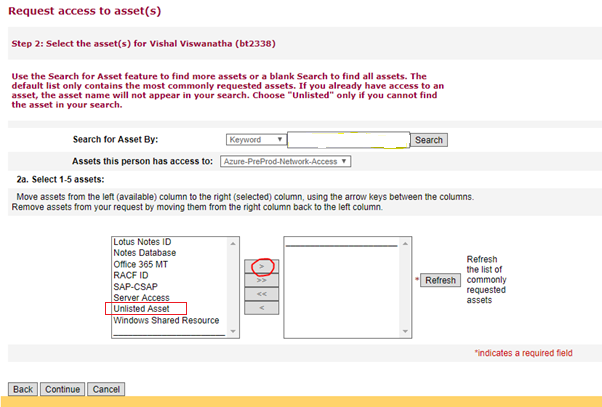 Request access to asset(s)
Step 2: Select the asset(s) for Vishal Viswanatha (bt2338)
Use the Search for Asset feature to find more assets or a blank Search to find all assets. The
default list only contains the most commonly requested assets. If you already have access to
an asset, the asset name will not appear in your search. Choose "Unlisted" only if you cannot find
the asset in your search.
Search for Asset By: Keyword Search
Assets this person has access to: Azure-PreProd-Network-Access
2a. Select 1-5 assets:
Move assets from the left (available) column to the right (selected) column, using the arrow keys between the columns.
Remove assets from your request by moving them from the right column back to the left column.
Lotus Notes ID
Notes Database
Office 365 MT
RACF ID
SAP-CSAP
Server Access
Unlisted Asset
Windows Shared Resource
>
>>
<<
<
* Refresh
Refresh
the list of
commonly
requested
assets
*indicates a required field
Back Continue Cancel